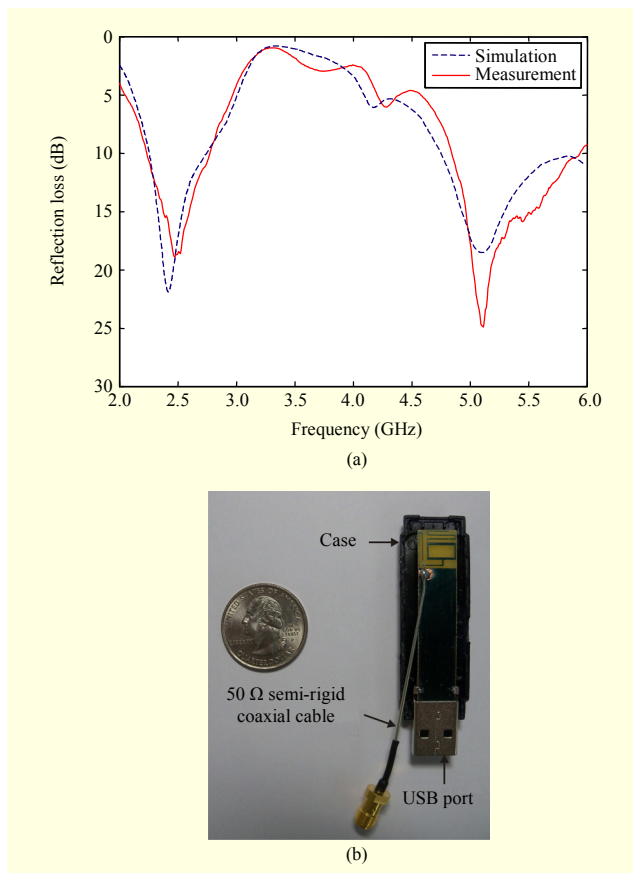 0
5
10
15
20
25
30
Reflection loss (dB)
Simulation
Measurement
2.0 2.5 3.0 3.5 4.0 4.5 5.0 5.5 6.0
Frequency (GHz)
(a)
Case
50 Ω semi-rigid
coaxial cable
USB port
(b)